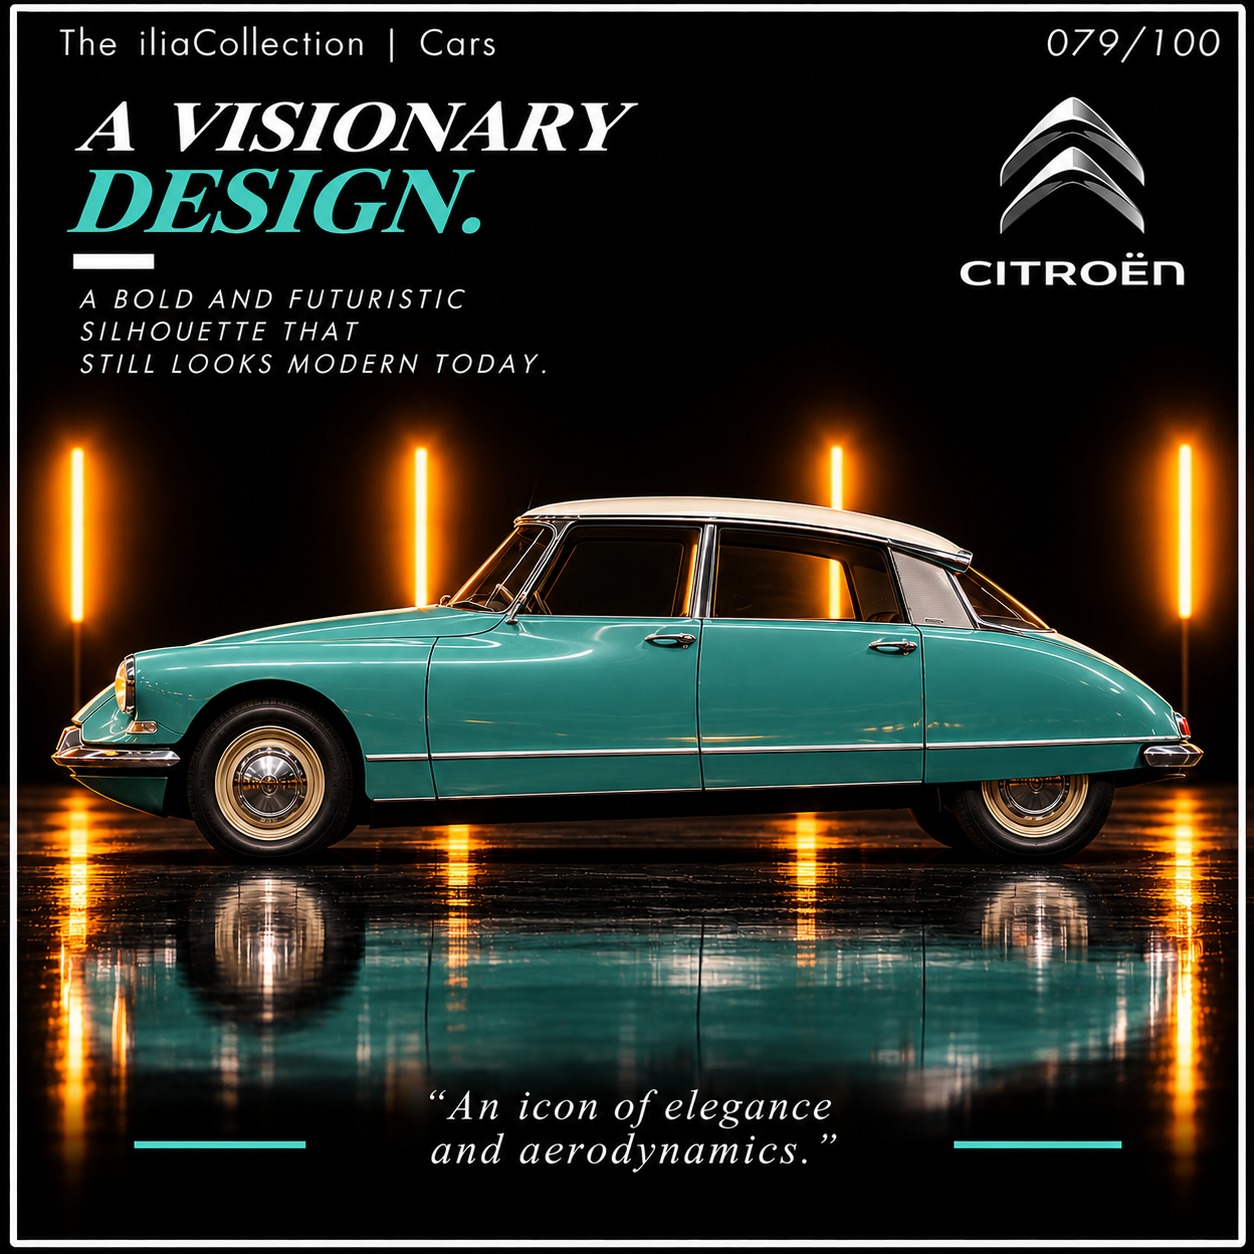 The iliaCollection | Cars
079/100
A VISIONARY
DESIGN.
CITROËN
A BOLD AND FUTURISTIC
SILHOUETTE THAT
STILL LOOKS MODERN TODAY.
“An icon of elegance
and aerodynamics.”